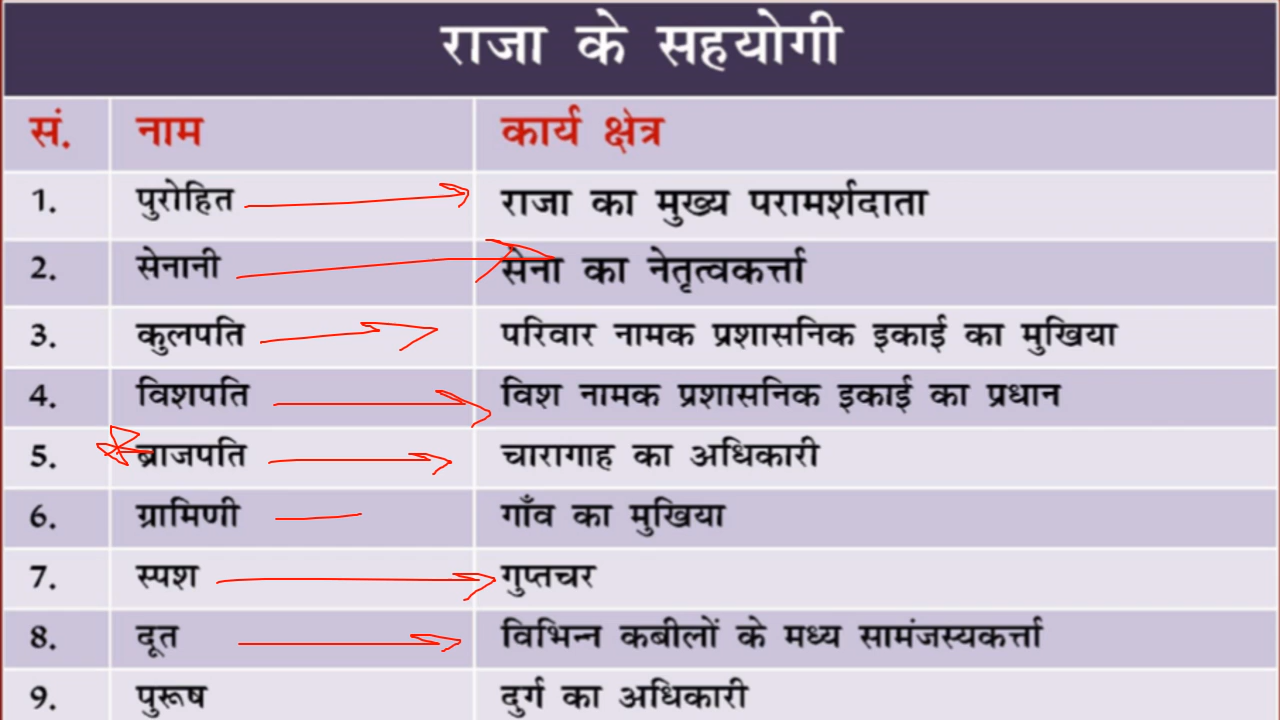 राजा के सहयोगी
सं. नाम कार्य क्षेत्र
1. पुरोहित राजा का मुख्य परामर्शदाता
2. सेनानी सेना का नेतृत्वकर्त्ता
3. कुलपति परिवार नामक प्रशासनिक इकाई का मुखिया
4. विशपति विश नामक प्रशासनिक इकाई का प्रधान
5. ब्राजपति चारागाह का अधिकारी
6. ग्रामिणी गाँव का मुखिया
7. स्पश गुप्तचर
8. दूत विभिन्न कबीलों के मध्य सामंजस्यकर्त्ता
9. पुरूष दुर्ग का अधिकारी